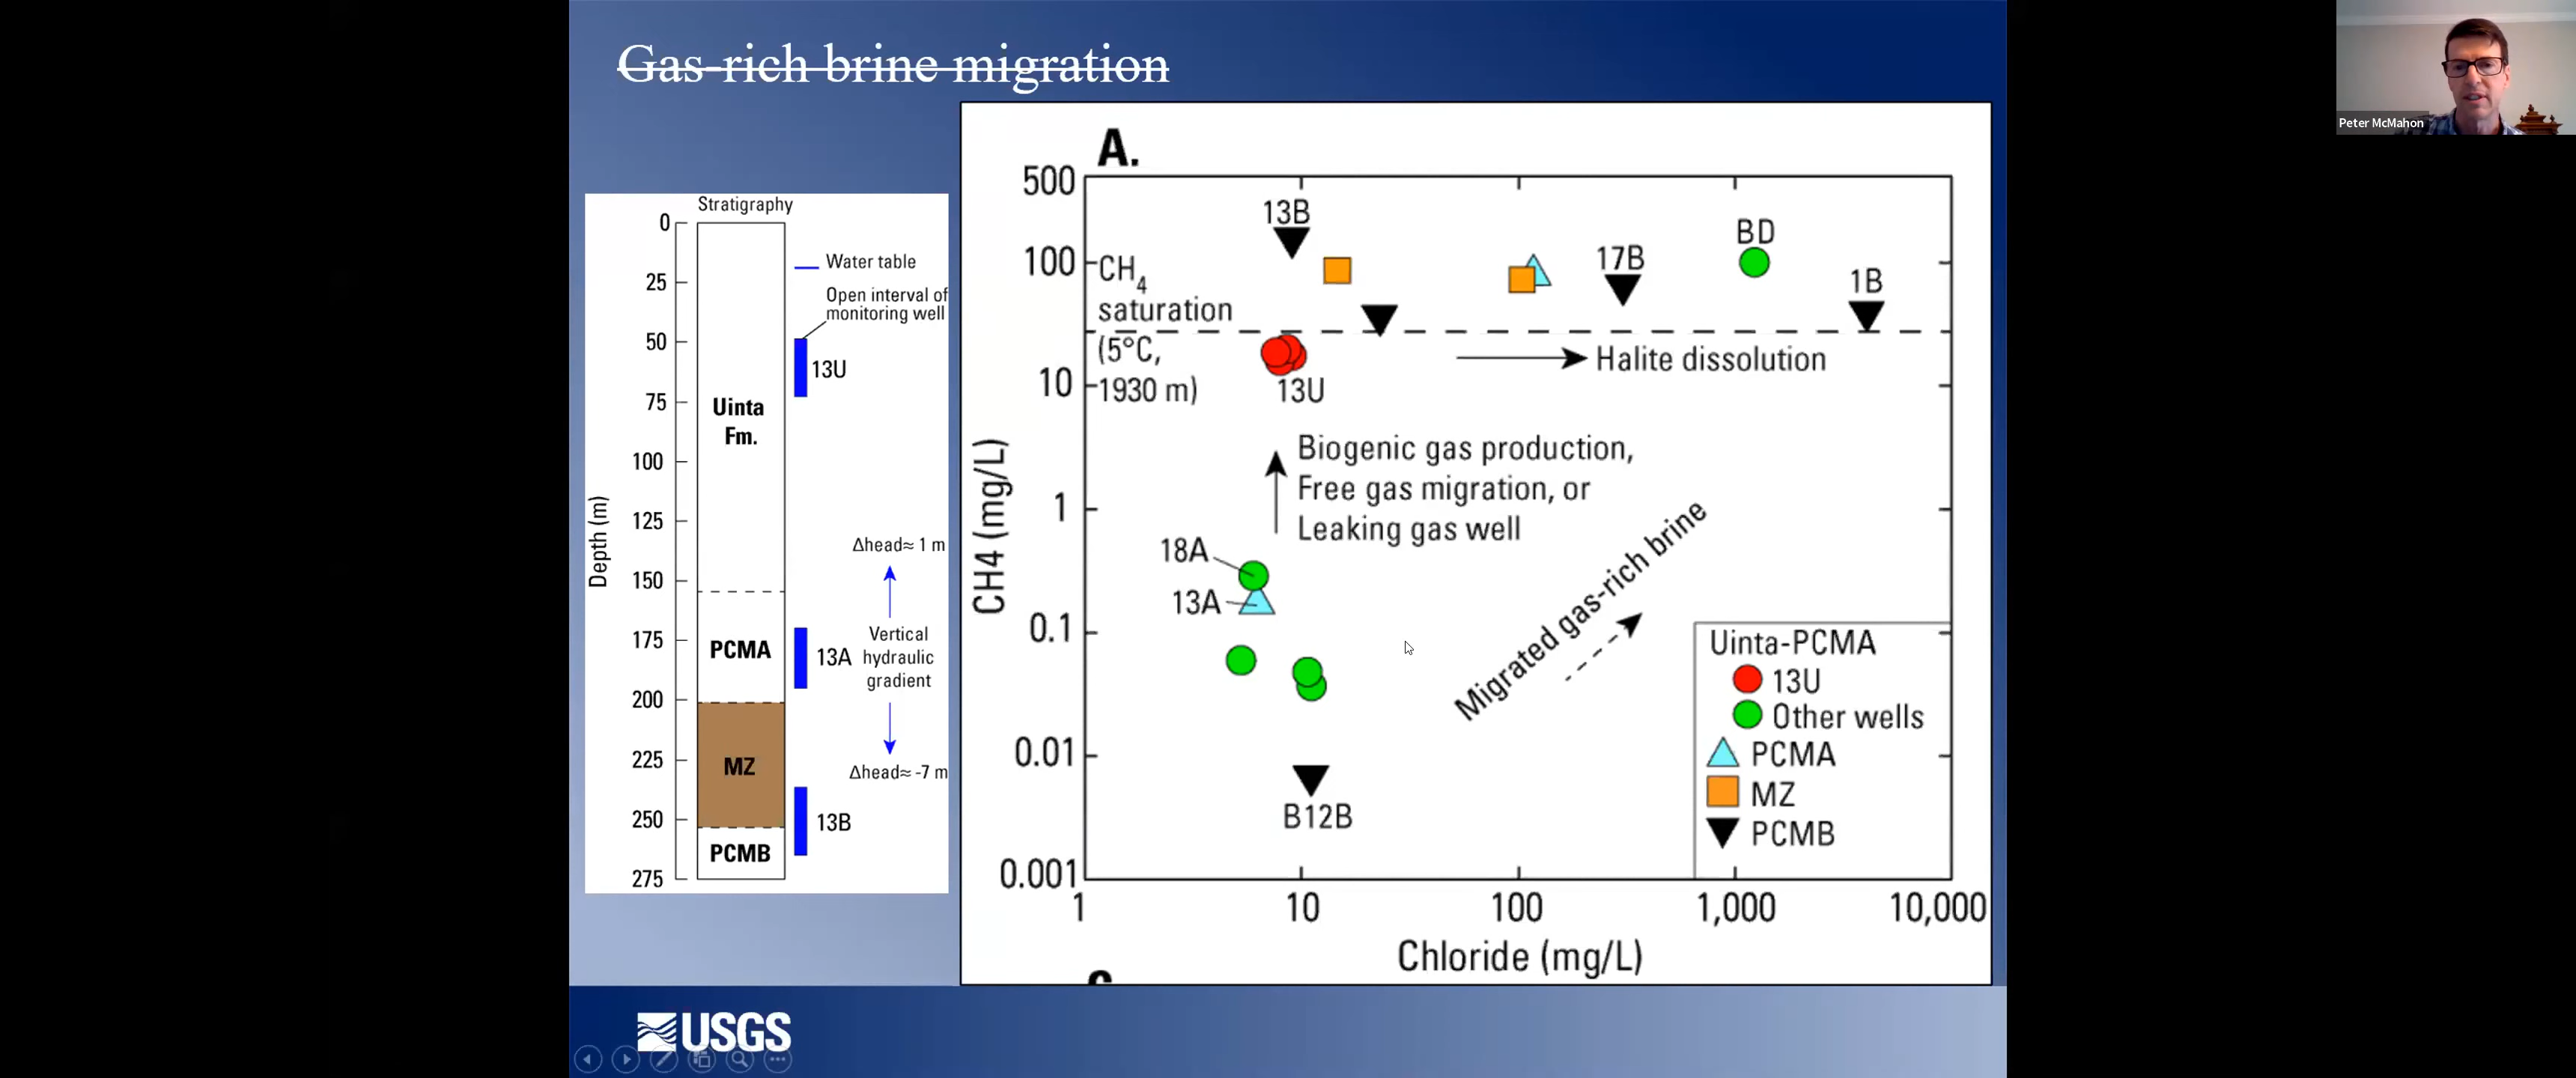 Gas-rich brine migration
Peter McMahon
Stratigraphy
Depth (m)
0
25
50
75
100
125
150
175
200
225
250
275
Uinta
Fm.
PCMA
MZ
PCMB
Water table
Open interval of
monitoring well
13U
13A
13B
Δhead≈ 1 m
Vertical
hydraulic
gradient
Δhead≈ -7 m
A.
CH4 (mg/L)
500
100
10
1
0.1
0.01
0.001
CH4
saturation
(5°C,
1930 m)
13B
17B
BD
1B
13U
Halite dissolution
Biogenic gas production,
Free gas migration, or
Leaking gas well
18A
13A
Migrated gas-rich brine
B12B
Uinta-PCMA
13U
Other wells
PCMA
MZ
PCMB
1
10
100
1,000
10,000
Chloride (mg/L)
USGS